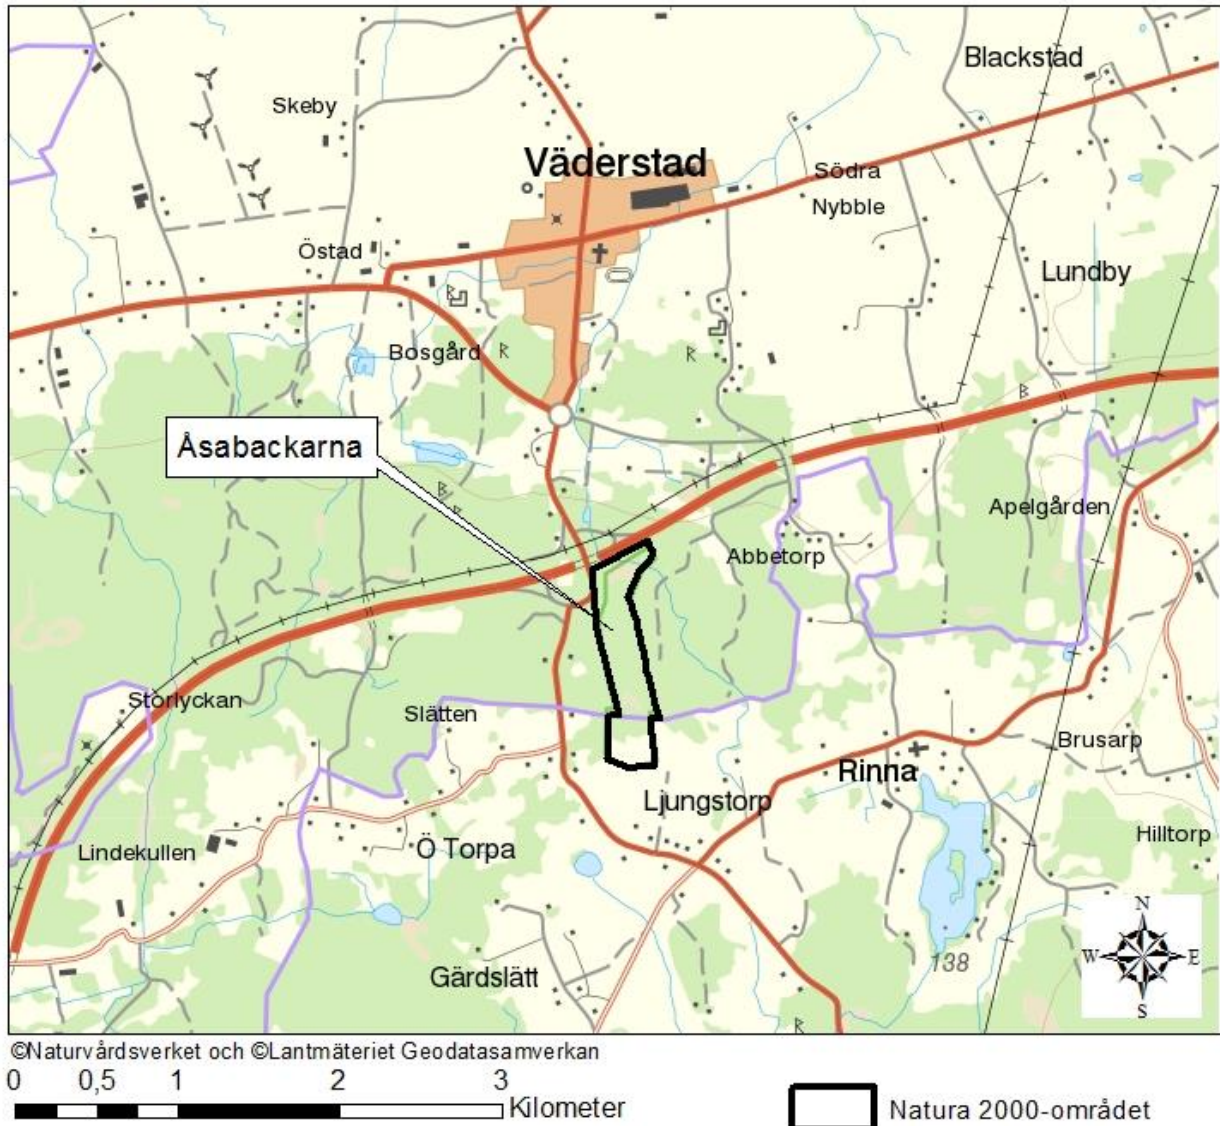 Blackstad
Skeby
Väderstad
Södra
Nybble
Östad
Lundby
Bosgård
Åsabackarna
Apelgården
Abbetorp
Storlyckan
Slätten
Brusarp
Rinna
Ljungstorp
Hilltorp
Lindekullen
Ö Torpa
N
W E
S
138
Gärdslätt
©Naturvårdsverket och ©Lantmäteriet Geodatasamverkan
0 0,5 1 2 3
Kilometer
Natura 2000-området